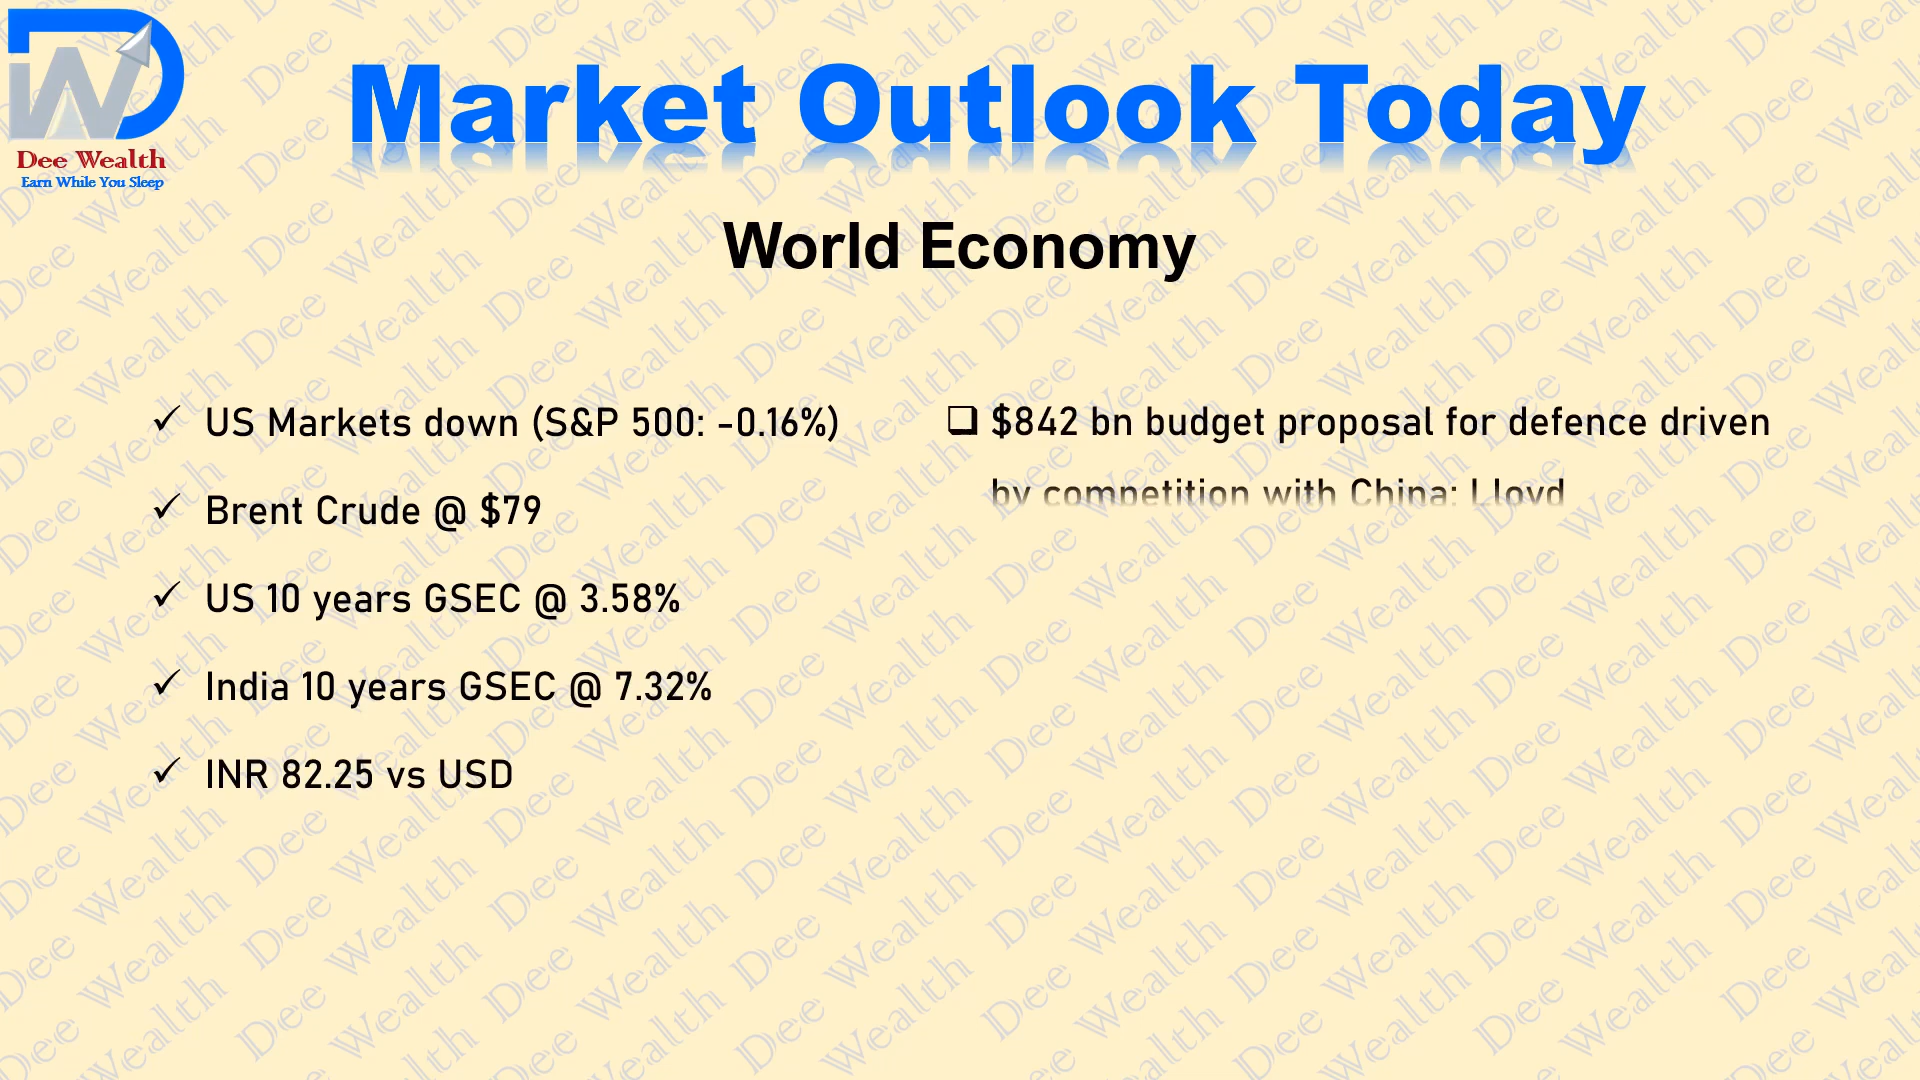 Dee Wealth
Earn While You Sleep
Market Outlook Today
World Economy
US Markets down (S&P 500: -0.16%)
Brent Crude @ $79
US 10 years GSEC @ 3.58%
India 10 years GSEC @ 7.32%
INR 82.25 vs USD
$842 bn budget proposal for defence driven
by competition with China: Lloyd